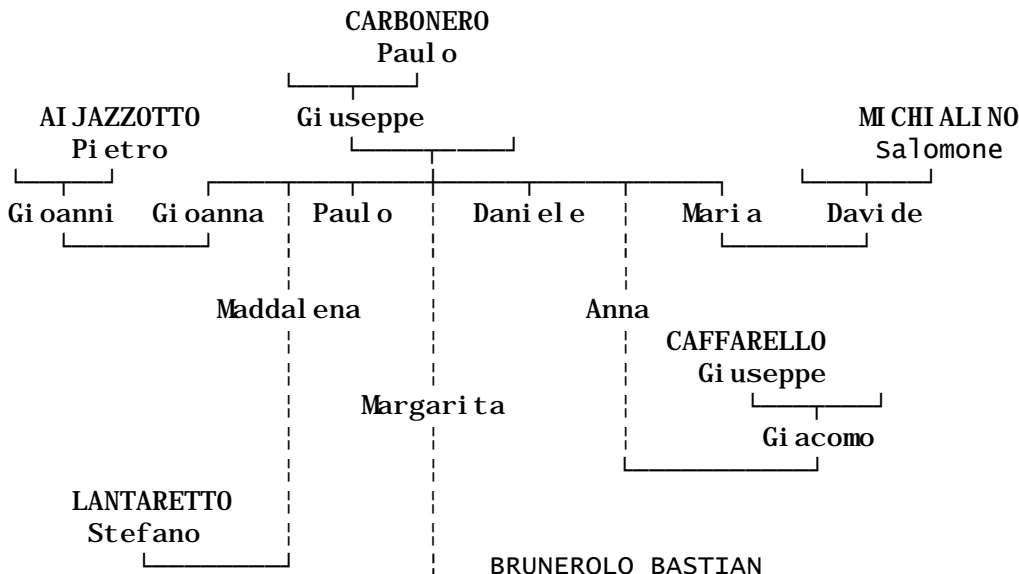 CARBONERO
Paulo
AIJAZZOTTO Giuseppe MICHIALINO
Pietro Salomone
Gioanni Gioanna Paulo Daniele Maria Davide
Maddalena Anna
CAFFARELLO
Giuseppe
Margarita
Giacomo
LANTARETTO
Stefano
BRUNEROLO BASTIAN